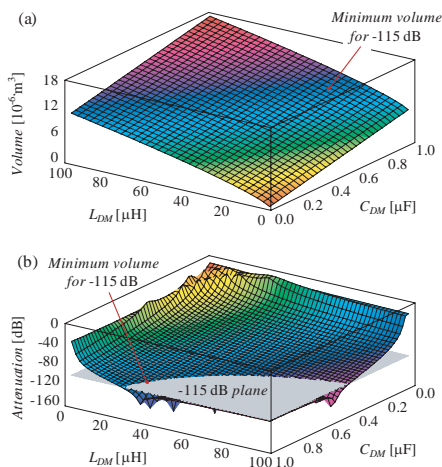 (a)
Minimum volume
for -115 dB
18
12
6
0
Volume [10⁻⁶m³]
100
80
60
40
20
0
L_DM [µH]
0.0
0.2
0.4
0.6
0.8
1.0
C_DM [µF]
(b)
Minimum volume
for -115 dB
0
-40
-80
-120
-160
Attenuation [dB]
-115 dB plane
0
20
40
60
80
100
L_DM [µH]
1.0
0.8
0.6
0.4
0.2
0.0
C_DM [µF]